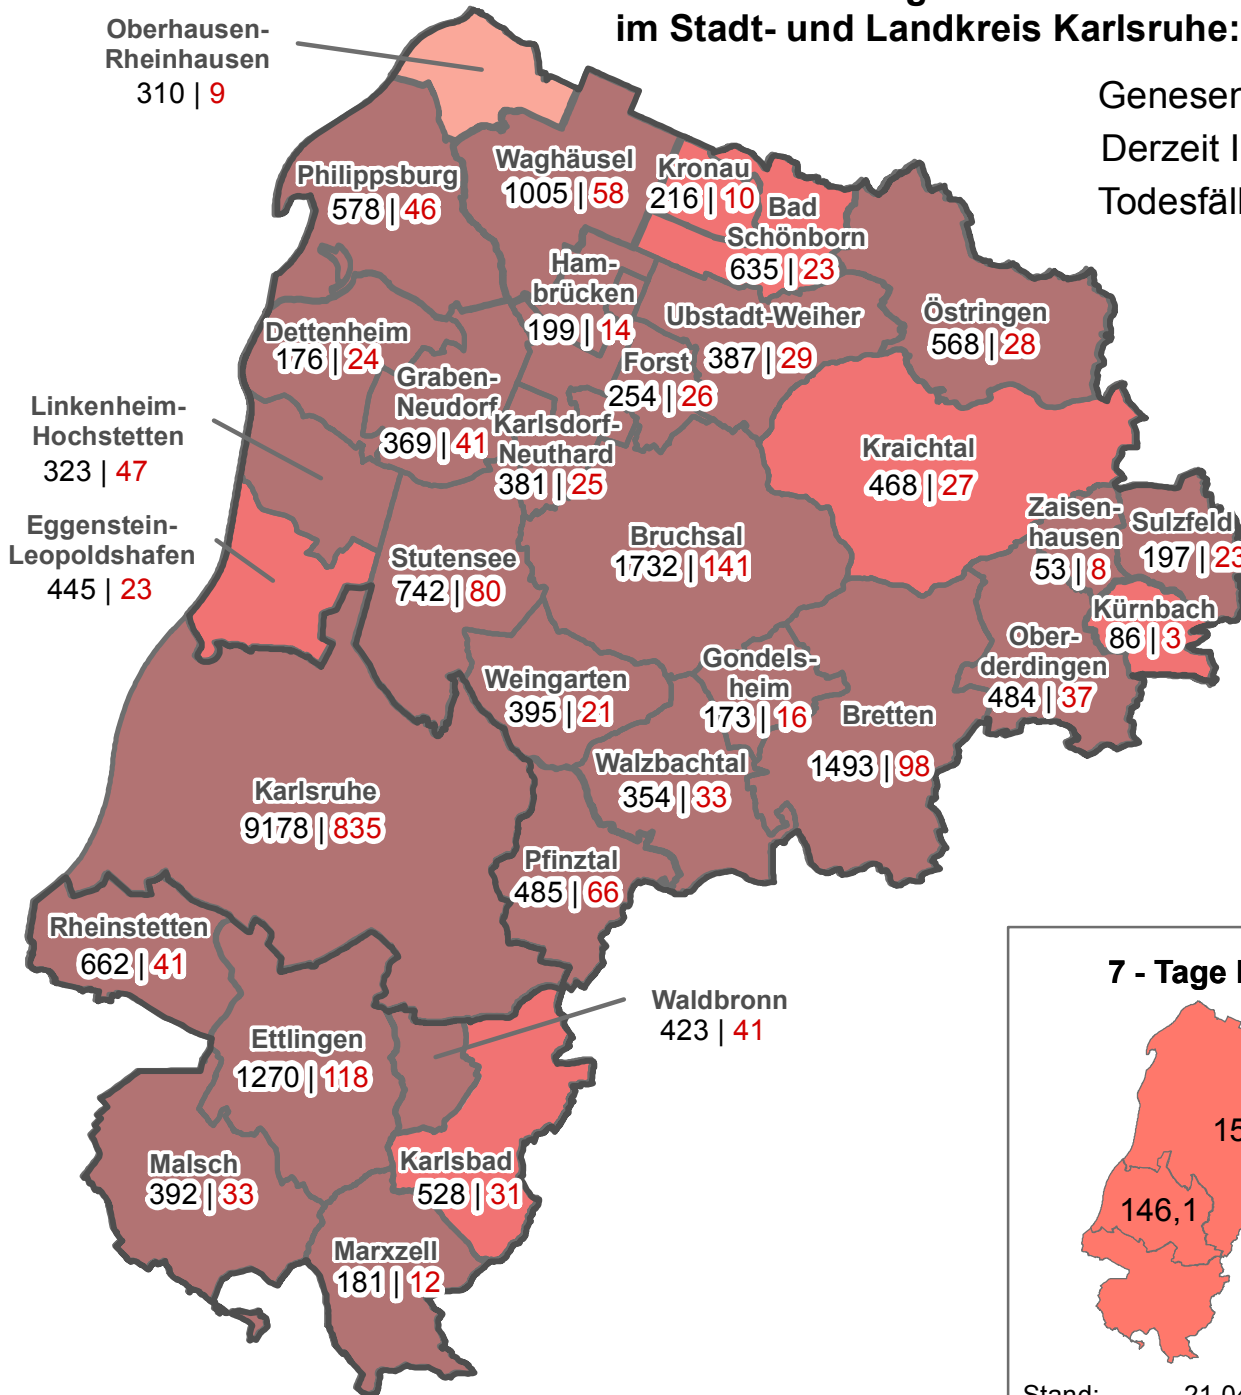 im Stadt- und Landkreis Karlsruhe:
Oberhausen-
Rheinhausen
310 | 9
Derzeit
Philippsburg
578 | 46
Waghäusel
1005 | 58
Kronau
216 | 10
Bad
Schönborn
635 | 23
Ham-
brücken
199 | 14
Ubstadt-Weiher
387 | 29
Östringen
568 | 28
Dettenheim
176 | 24
Forst
254 | 26
Graben-
Neudorf
369 | 41
Karlsdorf-
Neuthard
381 | 25
Linkenheim-
Hochstetten
323 | 47
Kraichtal
468 | 27
Eggenstein-
Leopoldshafen
445 | 23
Stutensee
742 | 80
Bruchsal
1732 | 141
Zaisen-
hausen
53 | 8
Sulzfeld
197 | 23
Kürnbach
86 | 3
Ober-
derdingen
484 | 37
Gondels-
heim
173 | 16
Weingarten
395 | 21
Bretten
1493 | 98
Walzbachtal
354 | 33
Karlsruhe
9178 | 835
Pfinztal
485 | 66
Rheinstetten
662 | 41
Waldbronn
423 | 41
Ettlingen
1270 | 118
Malsch
392 | 33
Karlsbad
528 | 31
Marxzell
181 | 12
7 - Tage
15
146,1
Stand: 21.0